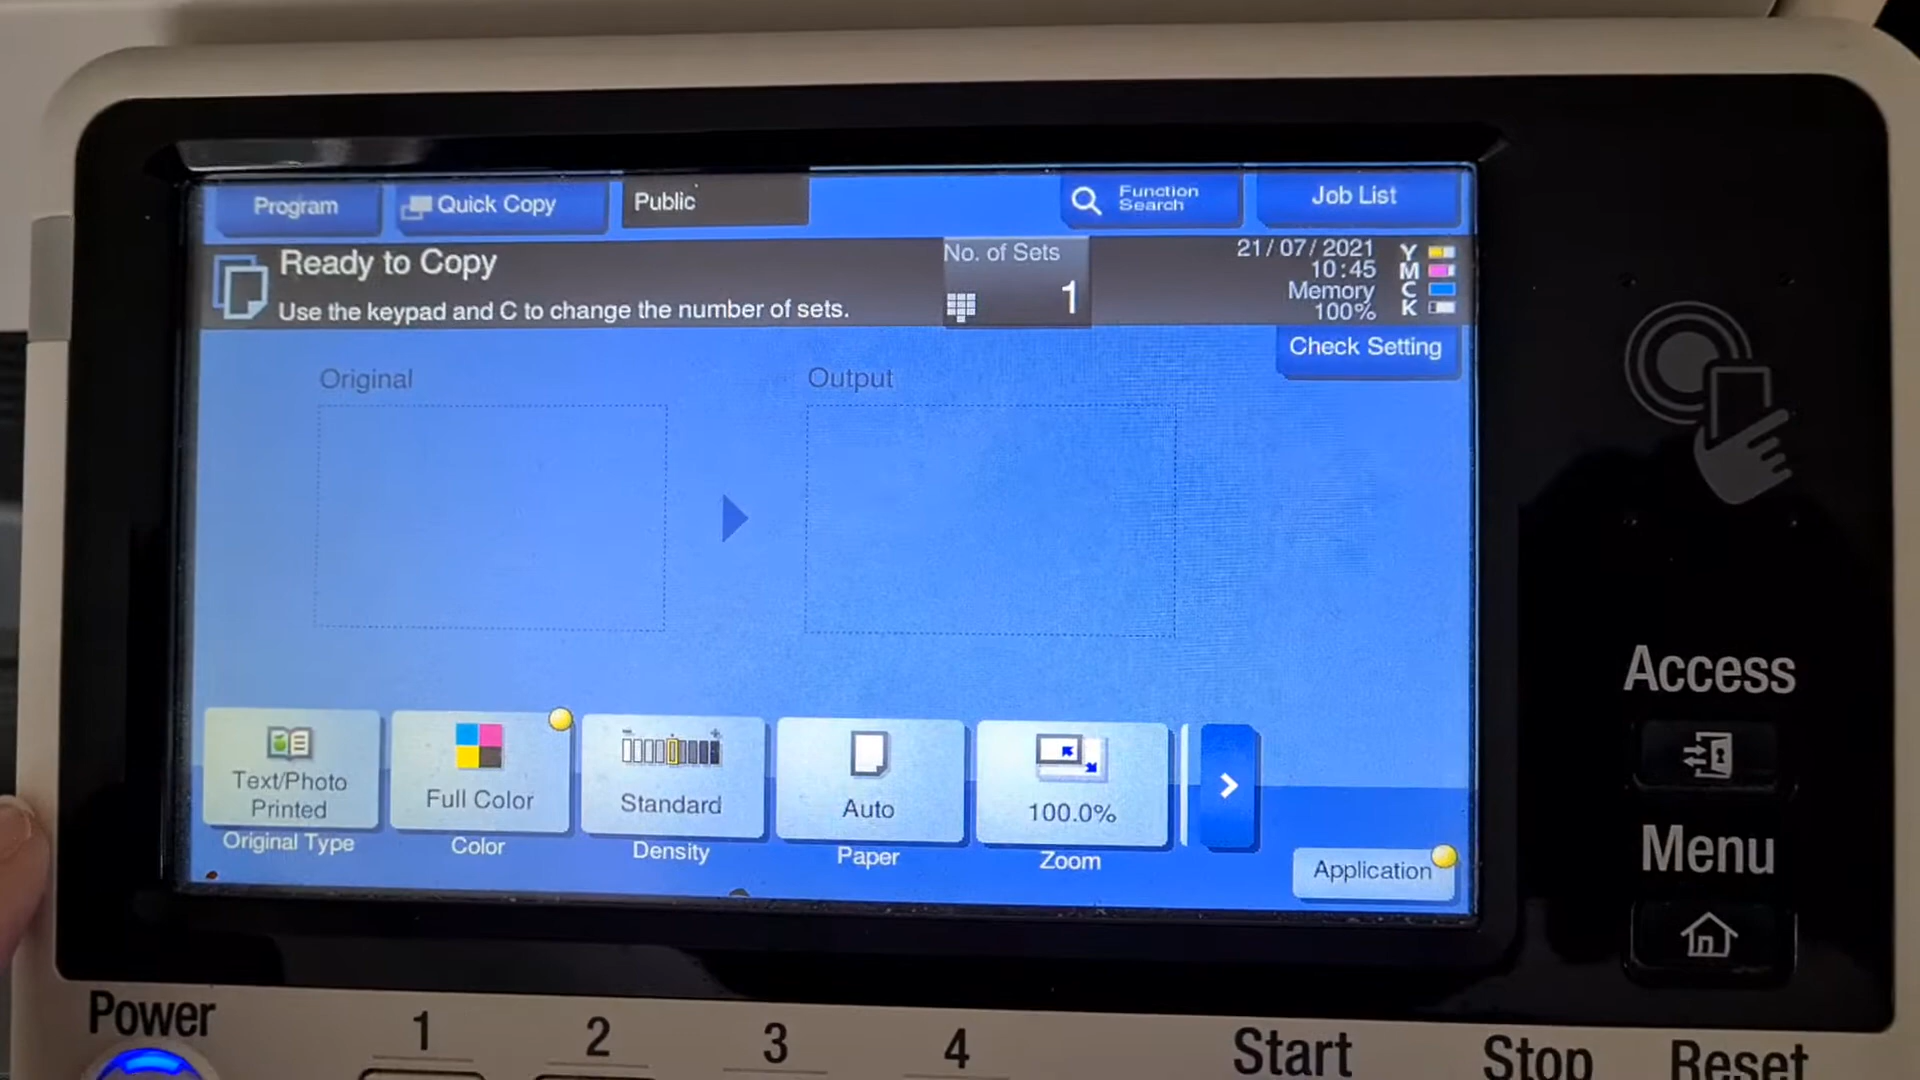 Program
Quick Copy
Public
Function
Search
Job List
Ready to Copy
Use the keypad and C to change the number of sets.
No. of Sets
1
21/07/2021
10:45
Memory
100%
Y
M
C
K
Check Setting
Original
Output
Text/Photo
Printed
Original Type
Full Color
Color
Standard
Density
Auto
Paper
100.0%
Zoom
Application
Access
Menu
Power
1
2
3
4
Start
Stop
Reset